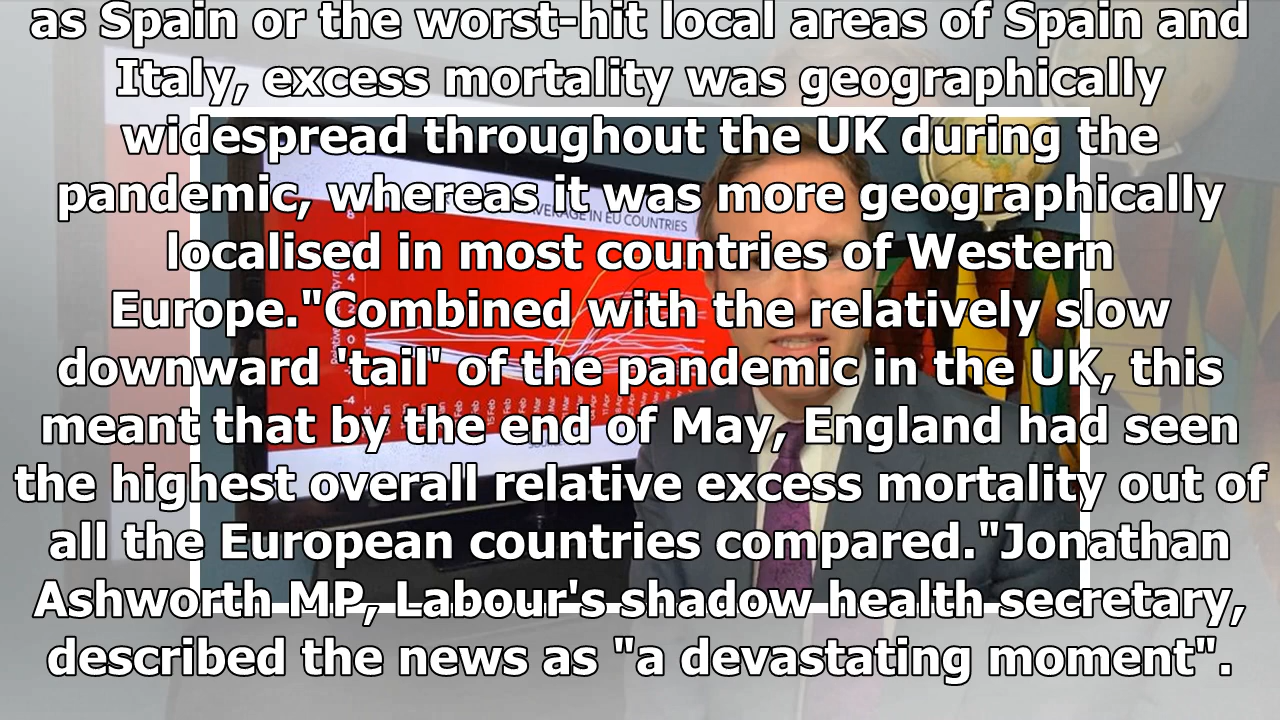 as Spain or the worst-hit local areas of Spain and
Italy, excess mortality was geographically
widespread throughout the UK during the
pandemic, whereas it was more geographically
localised in most countries of Western
Europe."Combined with the relatively slow
downward 'tail' of the pandemic in the UK, this
meant that by the end of May, England had seen
the highest overall relative excess mortality out of
all the European countries compared."Jonathan
Ashworth MP, Labour's shadow health secretary,
described the news as "a devastating moment".
IN EU COUNTRIES